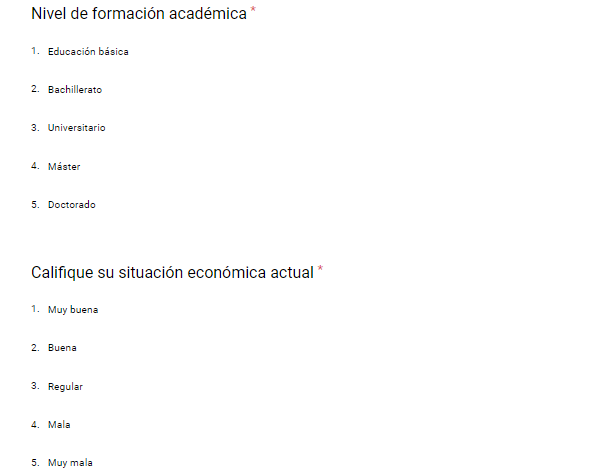 Nivel de formación académica *
1. Educación básica
2. Bachillerato
3. Universitario
4. Máster
5. Doctorado
Califique su situación económica actual *
1. Muy buena
2. Buena
3. Regular
4. Mala
5. Muy mala